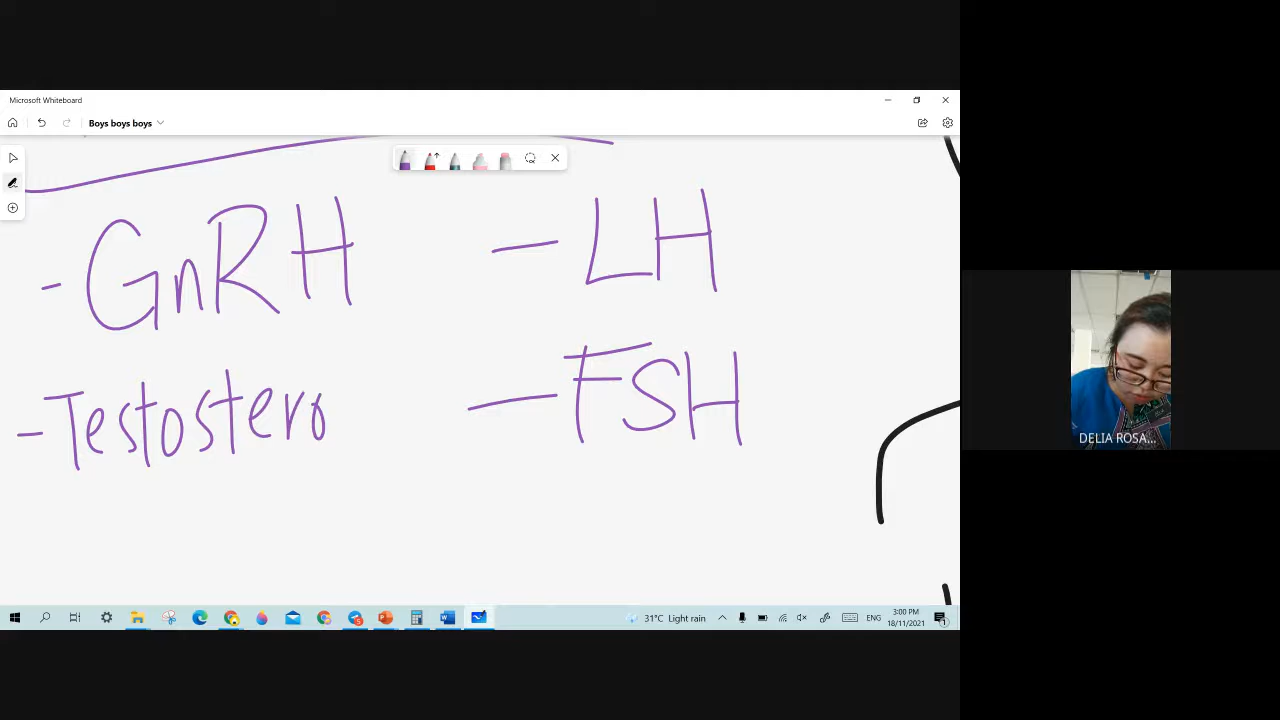 Microsoft Whiteboard
Boys boys boys
- GnRH
- LH
- Testostero
- FSH
DELIA ROSA...
31°C Light rain
ENG
3:00 PM
18/11/2021